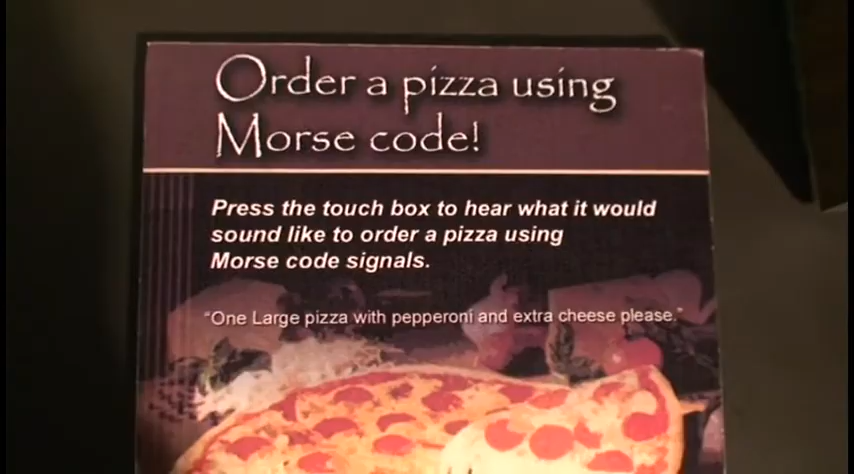 Order a pizza using
Morse code!
Press the touch box to hear what it would
sound like to order a pizza using
Morse code signals.
“One Large pizza with pepperoni and extra cheese please.”